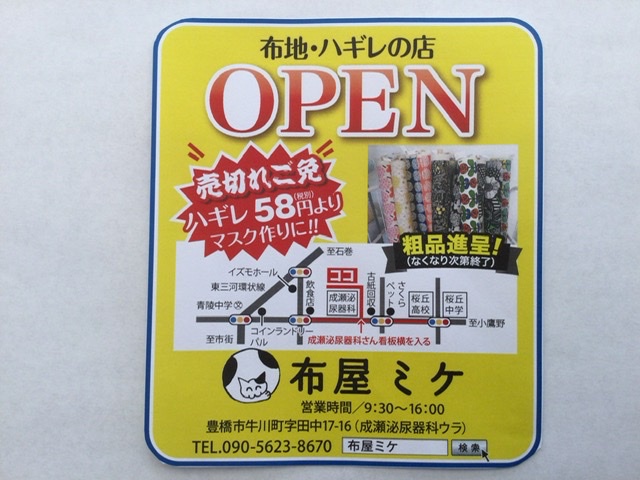 布地・ハギレの店
OPEN
売切れご免
ハギレ58円(税別)より
マスク作りに!!
粗品進呈!
(なくなり次第終了)
至石巻
イズモホール
東三河環状線
青陵中学文
至市街
コインランドリー
パル
飲食店
ココ
成瀬泌尿器科
古紙回収
さくらペット
桜丘高校
桜丘中学
至小鷹野
成瀬泌尿器科さん看板横を入る
布屋ミケ
営業時間/9:30〜16:00
豊橋市牛川町字田中17-16(成瀬泌尿器科ウラ)
TEL.090-5623-8670 布屋ミケ 検索